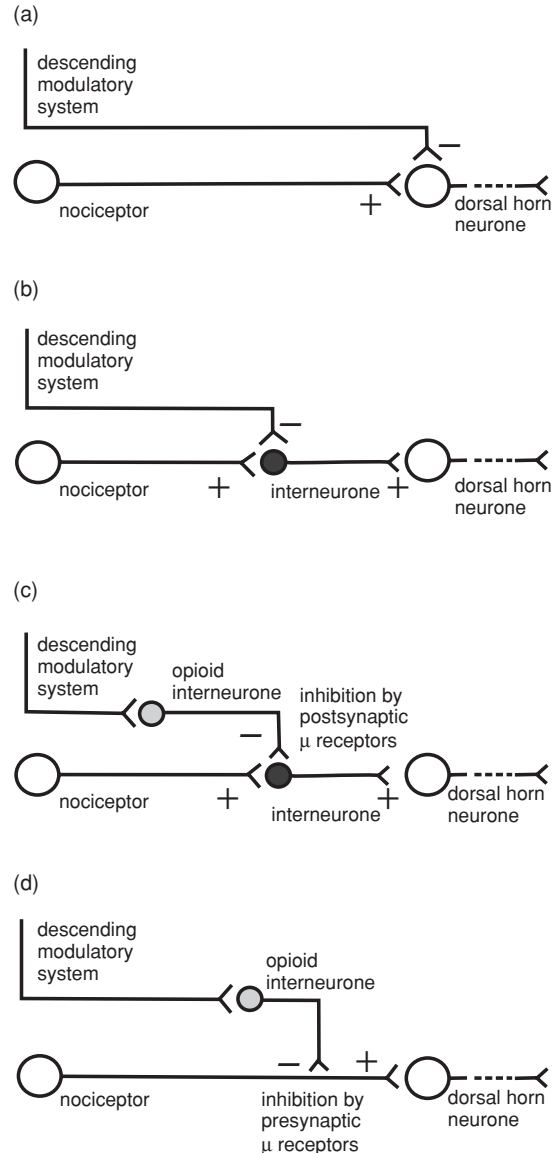 (a)
descending
modulatory
system
−
nociceptor
+
dorsal horn
neurone
(b)
descending
modulatory
system
−
nociceptor
+
interneurone
+
dorsal horn
neurone
(c)
descending
modulatory
system
opioid
interneurone
inhibition by
postsynaptic
μ receptors
−
nociceptor
+
interneurone
+
dorsal horn
neurone
(d)
descending
modulatory
system
opioid
interneurone
−
+
nociceptor
inhibition by
presynaptic
μ receptors
dorsal horn
neurone